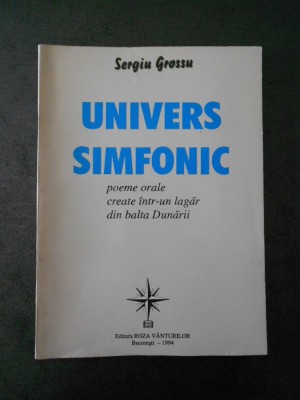 Sergiu Grossu
UNIVERS
SIMFONIC
poeme orale
create într-un lagăr
din balta Dunării
Editura ROZA VÂNTURILOR
București - 1994